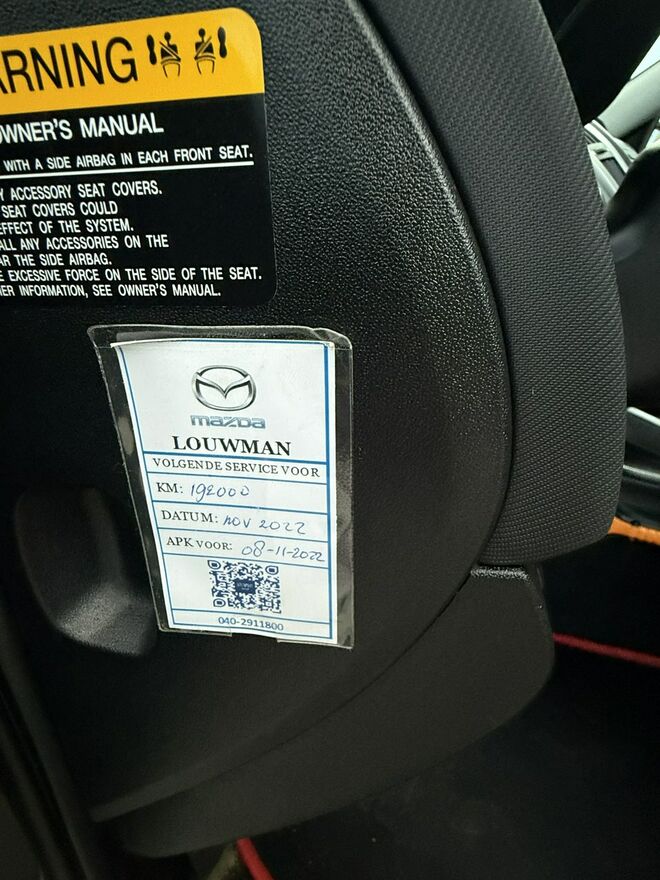 ARNING
OWNER'S MANUAL
WITH A SIDE AIRBAG IN EACH FRONT SEAT.
Y ACCESSORY SEAT COVERS.
SEAT COVERS COULD
EFFECT OF THE SYSTEM.
ALL ANY ACCESSORIES ON THE
AR THE SIDE AIRBAG.
E EXCESSIVE FORCE ON THE SIDE OF THE SEAT.
ER INFORMATION, SEE OWNER'S MANUAL.
mazda
LOUWMAN
VOLGENDE SERVICE VOOR
KM: 192000
DATUM: nov 2022
APK VOOR: 08-11-2022
040-2911800